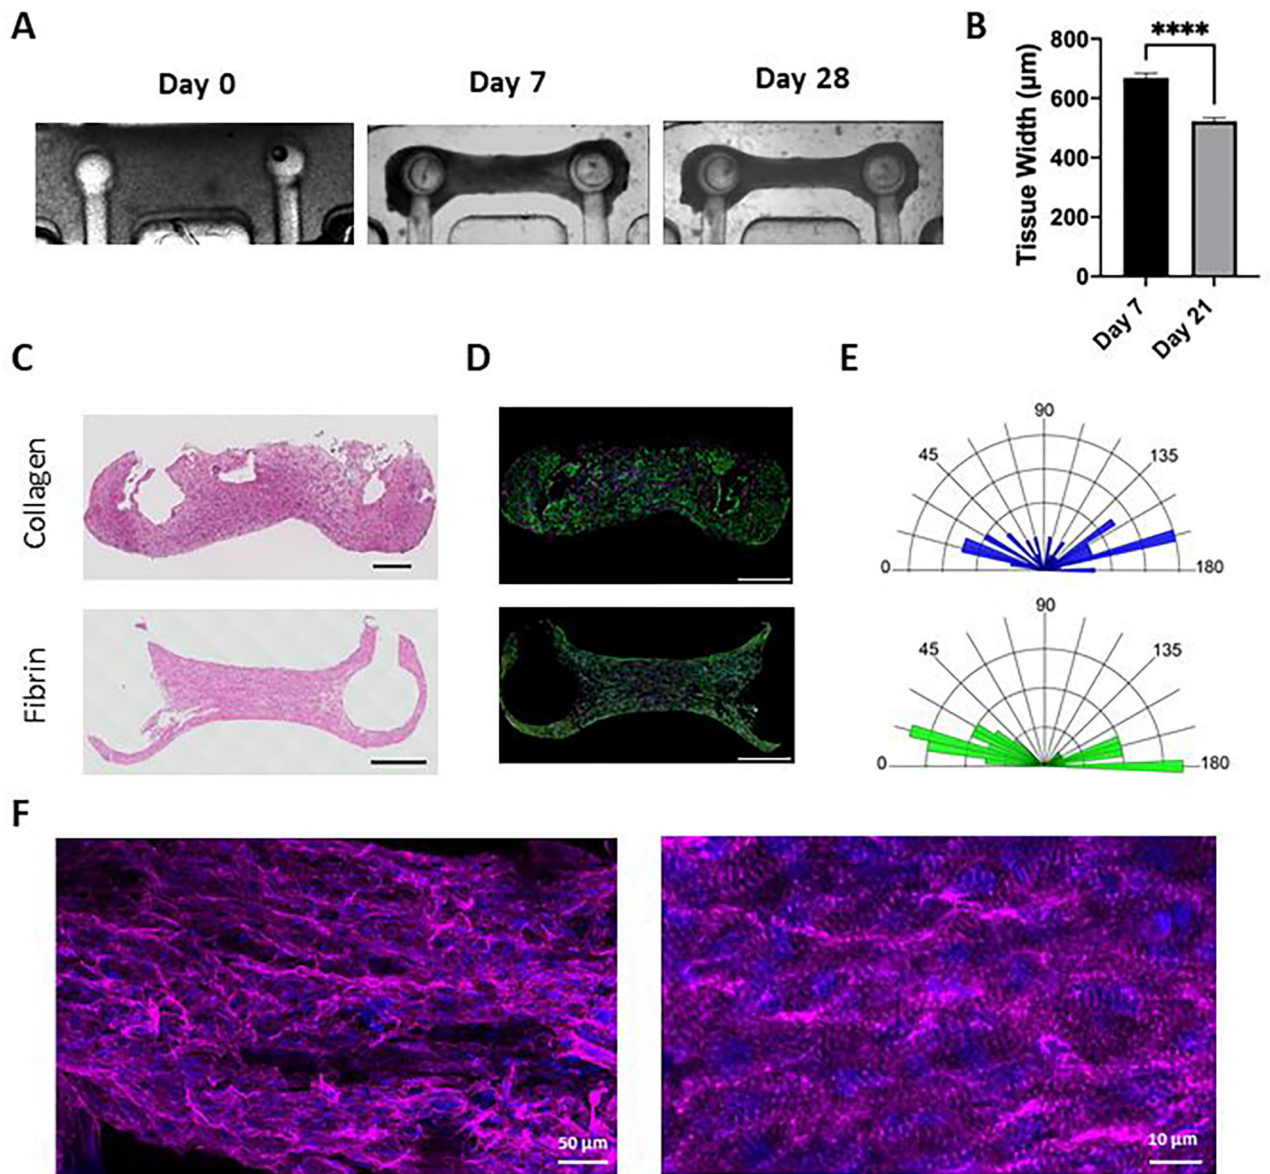 A
Day 0
Day 7
Day 28
B
****
Tissue Width (µm)
800
600
400
200
0
Day 7
Day 21
C
D
E
Collagen
Fibrin
90
45
135
0
180
90
45
135
0
180
F
50 µm
10 µm